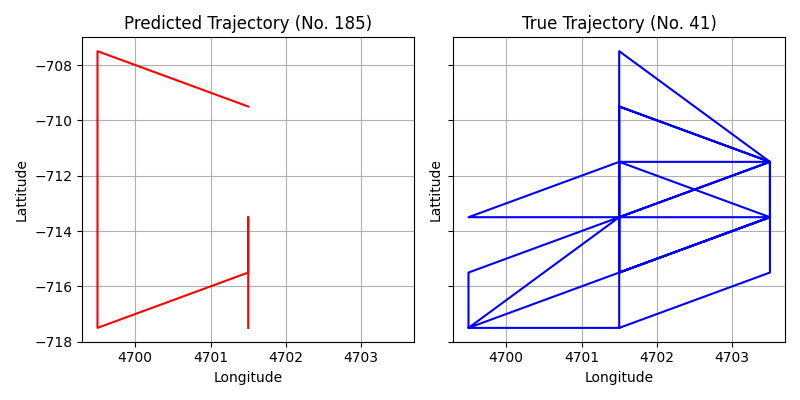 Predicted Trajectory (No. 185)
True Trajectory (No. 41)
Lattitude
−708
−710
−712
−714
−716
−718
4700
4701
4702
4703
Longitude
Lattitude
4700
4701
4702
4703
Longitude